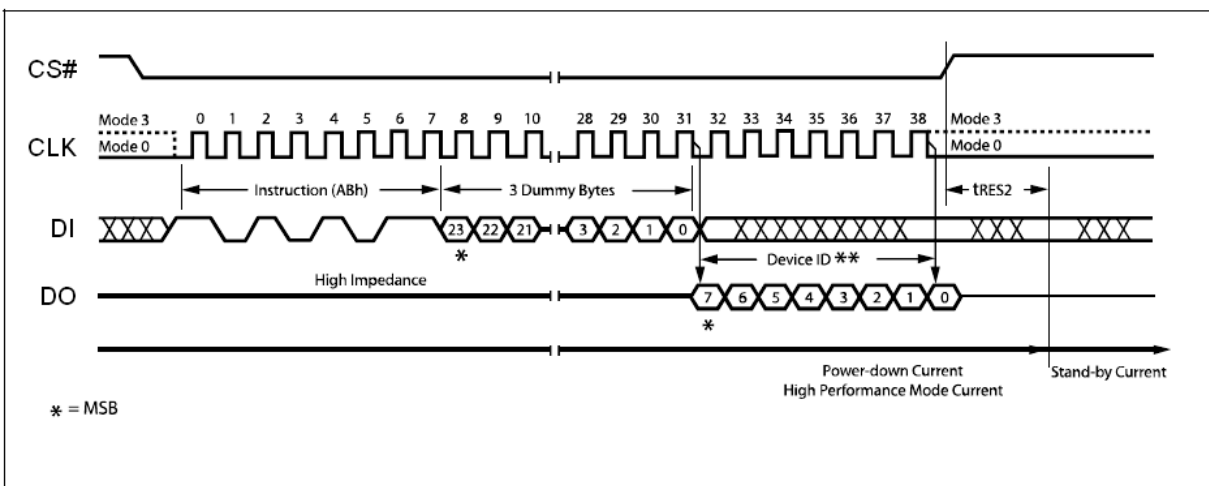 CS#
Mode 3 0 1 2 3 4 5 6 7 8 9 10 28 29 30 31 32 33 34 35 36 37 38 Mode 3
CLK Mode 0 Mode 0
Instruction (ABh) 3 Dummy Bytes tRES2
DI 23 22 21 3 2 1 0
* Device ID **
High Impedance
DO 7 6 5 4 3 2 1 0
*
Power-down Current Stand-by Current
High Performance Mode Current
* = MSB